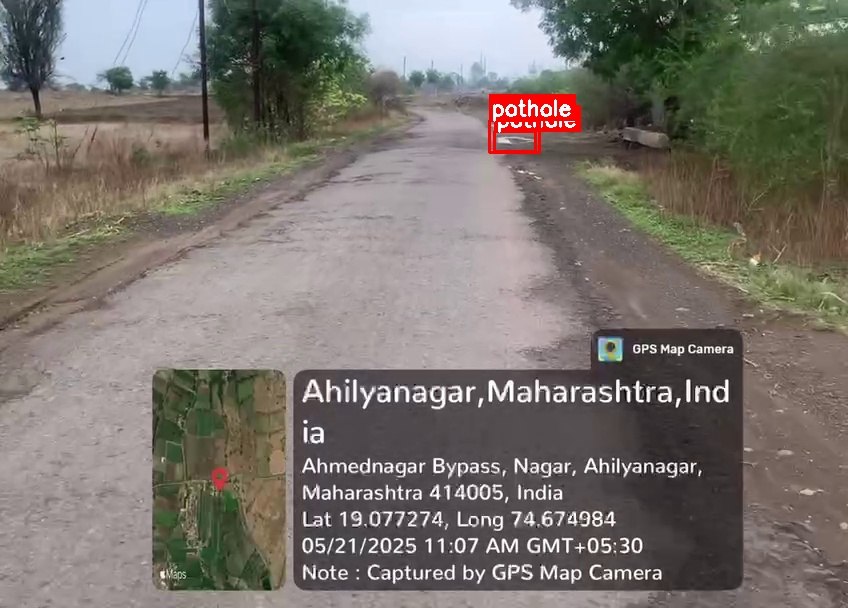 pothole
pothole
GPS Map Camera
Ahilyanagar,Maharashtra,Ind
ia
Ahmednagar Bypass, Nagar, Ahilyanagar,
Maharashtra 414005, India
Lat 19.077274, Long 74.674984
05/21/2025 11:07 AM GMT+05:30
Note : Captured by GPS Map Camera
Maps